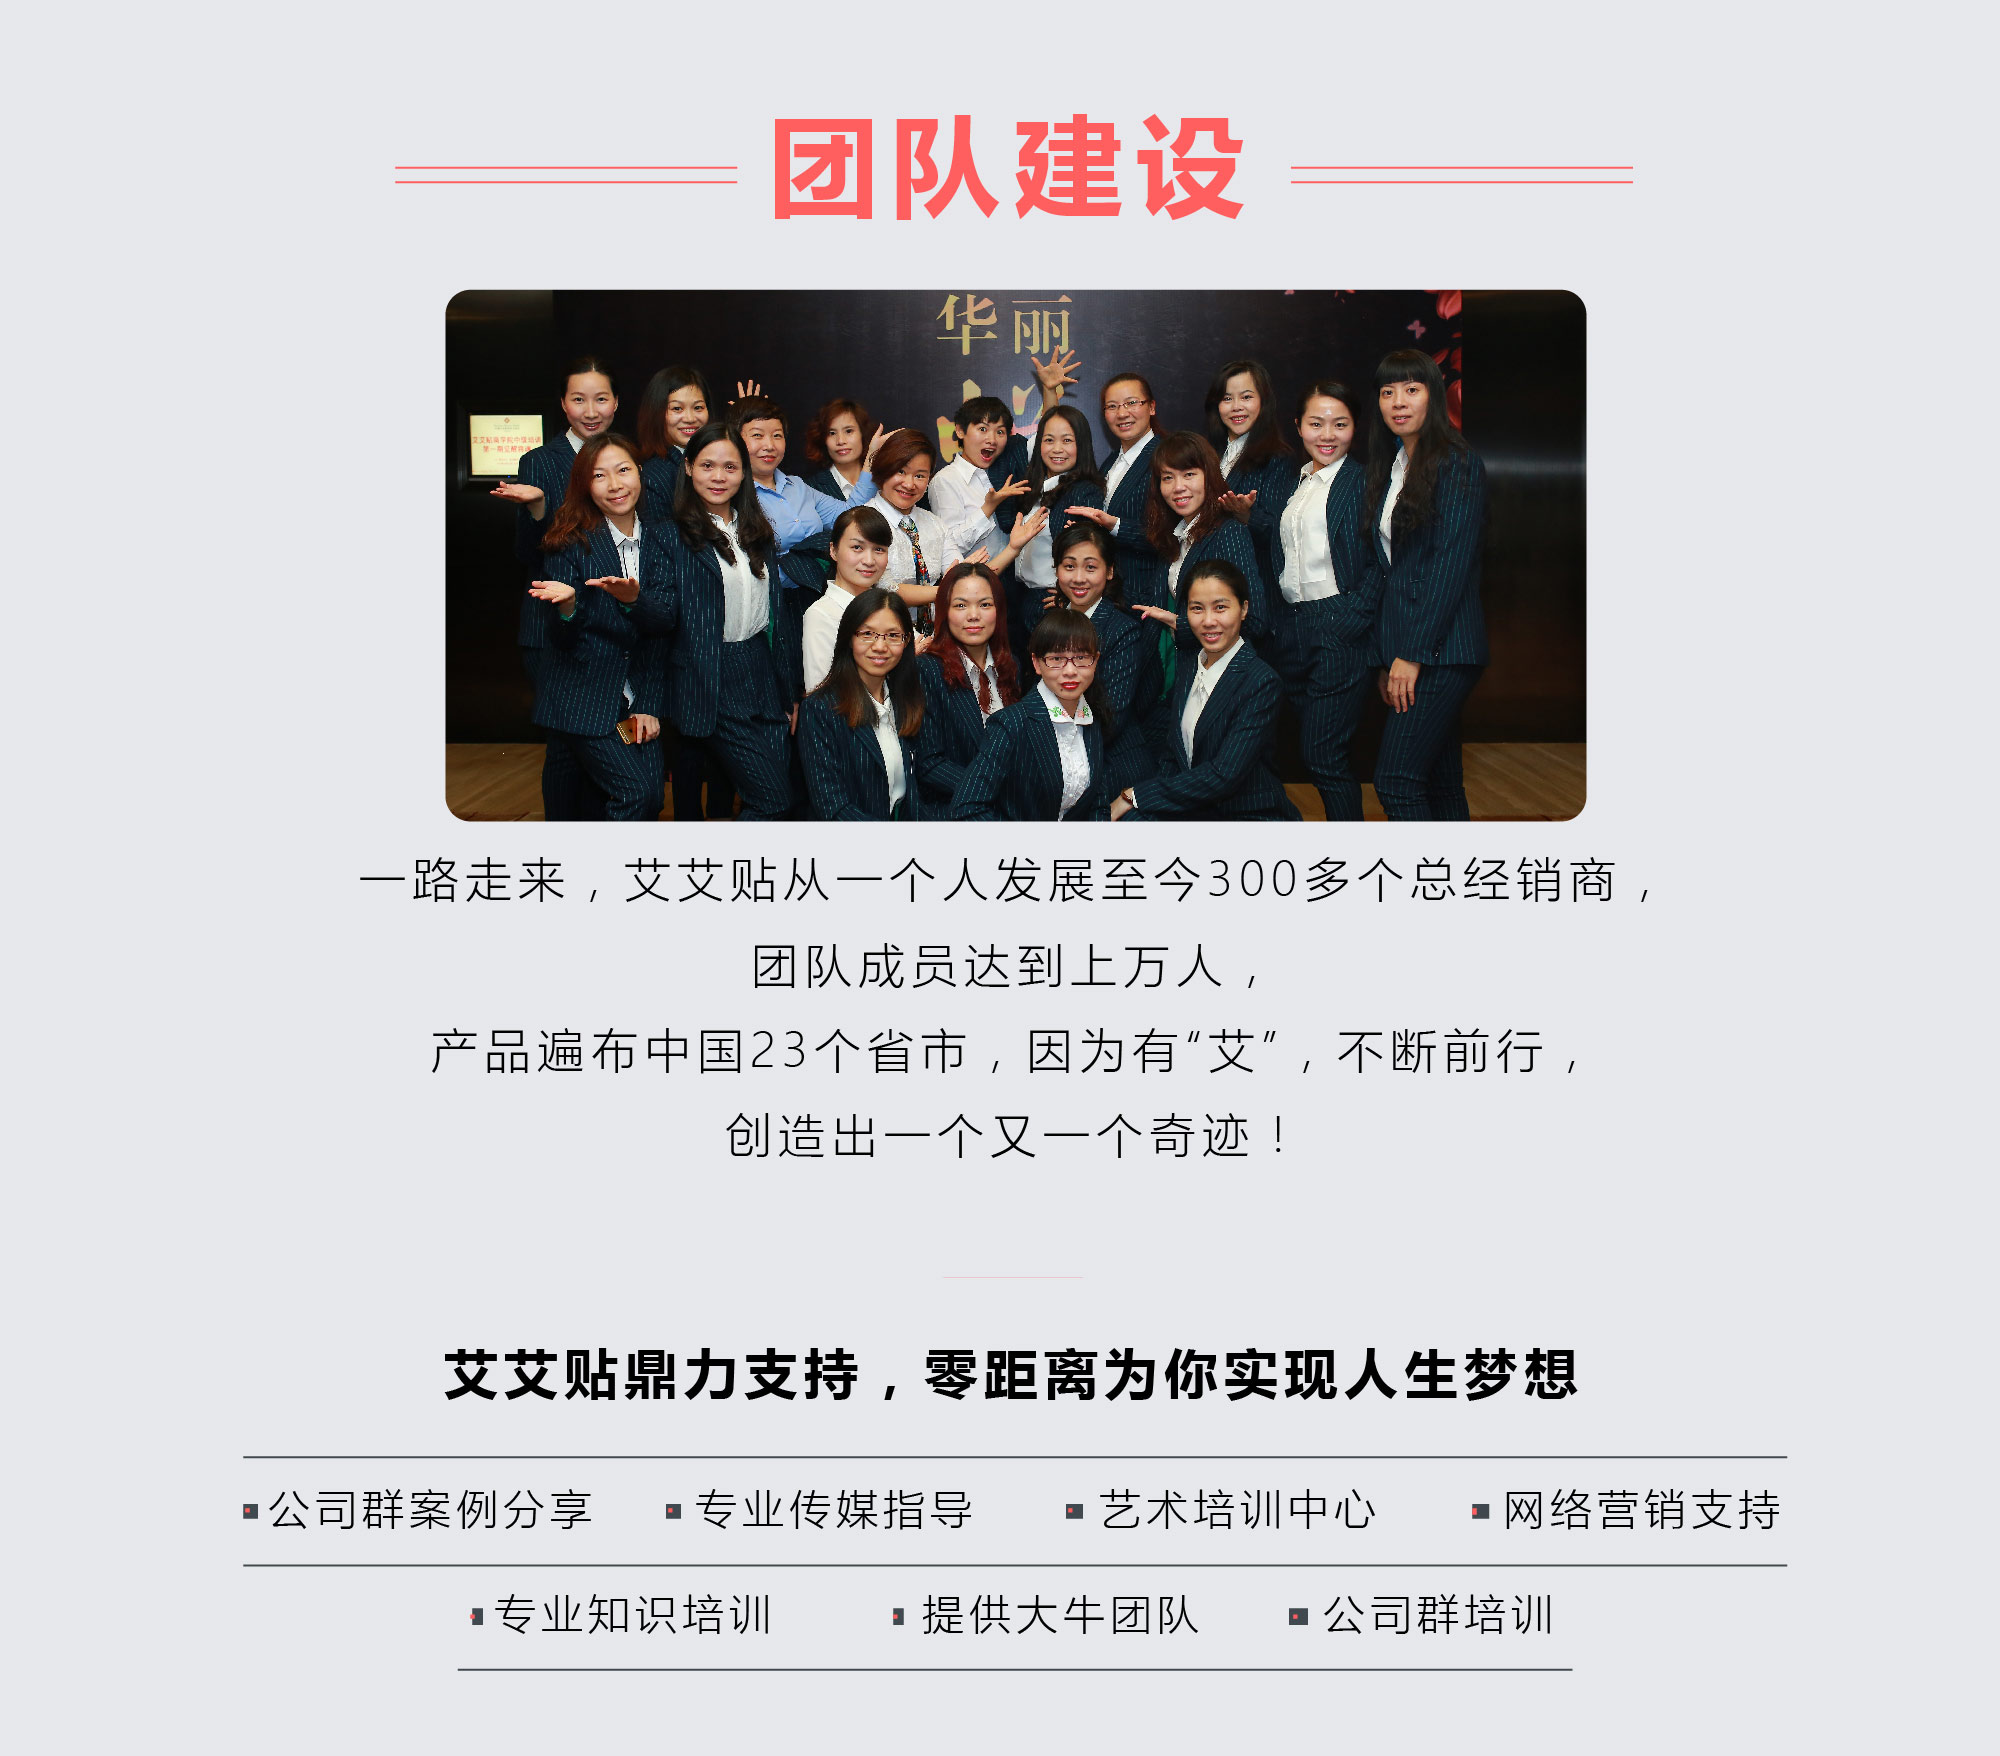 团队建设
华丽
一路走来，艾艾贴从一个人发展至今300多个总经销商，
团队成员达到上万人，
产品遍布中国23个省市，因为有“艾”，不断前行，
创造出一个又一个奇迹！
艾艾贴鼎力支持，零距离为你实现人生梦想
公司群案例分享 专业传媒指导 艺术培训中心 网络营销支持
专业知识培训 提供大牛团队 公司群培训